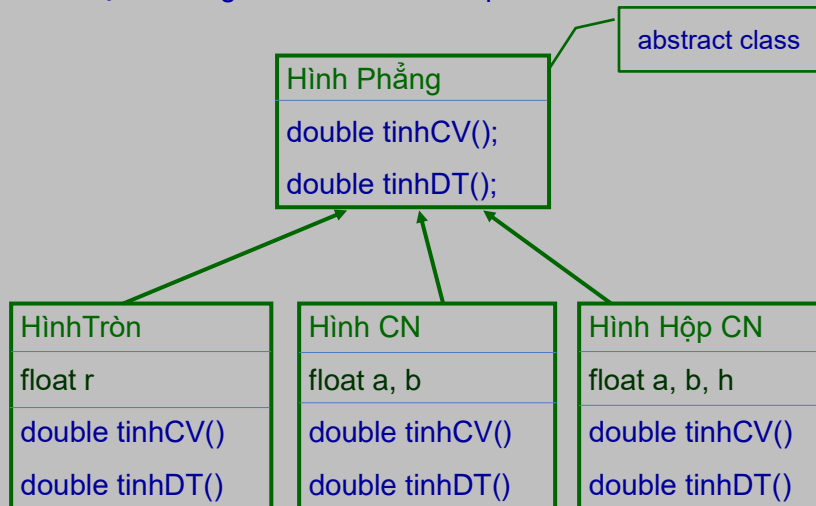 abstract class
Hình Phẳng
double tinhCV();
double tinhDT();
HìnhTròn
float r
double tinhCV()
double tinhDT()
Hình CN
float a, b
double tinhCV()
double tinhDT()
Hình Hộp CN
float a, b, h
double tinhCV()
double tinhDT()